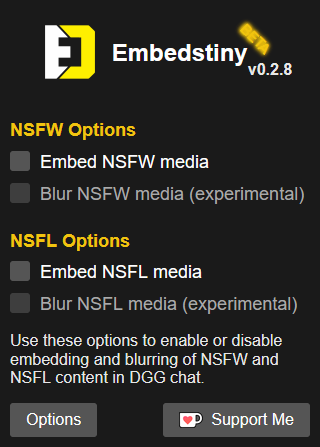 Embedstiny
BETA
v0.2.8
NSFW Options
Embed NSFW media
Blur NSFW media (experimental)
NSFL Options
Embed NSFL media
Blur NSFL media (experimental)
Use these options to enable or disable
embedding and blurring of NSFW and
NSFL content in DGG chat.
Options
Support Me